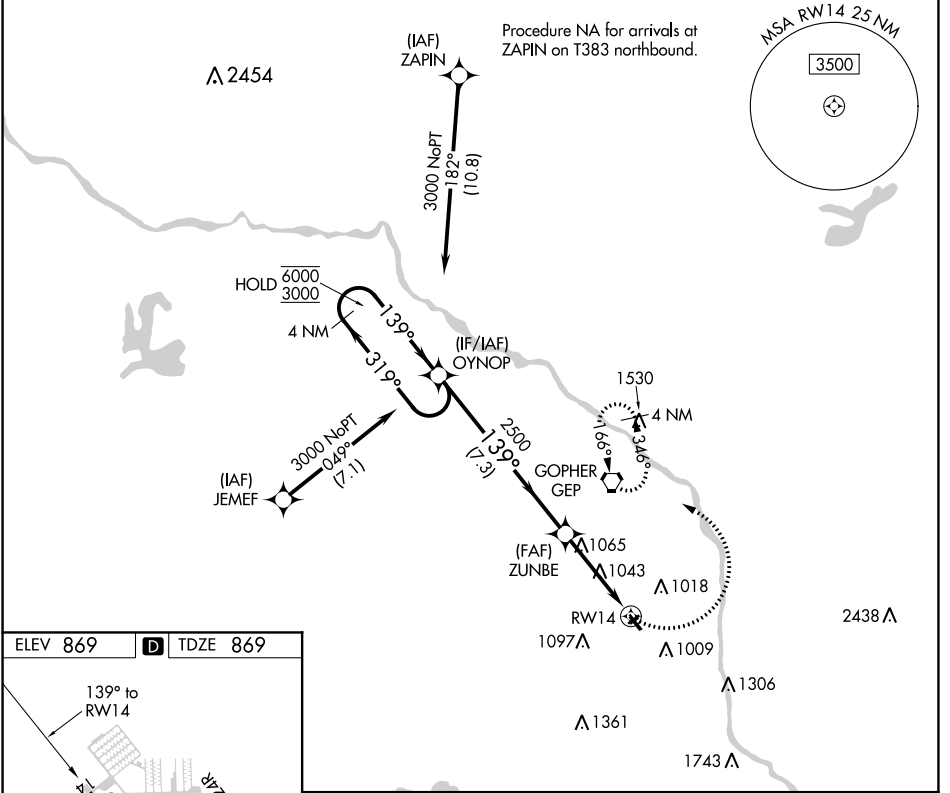 (IAF)
ZAPIN
Procedure NA for arrivals at
ZAPIN on T383 northbound.
MSA RW14 25 NM
3500
2454
3000 NoPT
182°
(10.8)
HOLD 6000
3000
4 NM
139°
319°
(IF/IAF)
OYNOP
3000 NoPT
049°
(7.1)
(IAF)
JEMEF
2500
139°
(7.3)
1530
4 NM
166°
346°
GOPHER
GEP
(FAF)
ZUNBE
1065
1043
1018
RW14
2438
1097
1009
1306
1361
1743
ELEV 869
D
TDZE 869
139° to
RW14
14
24R